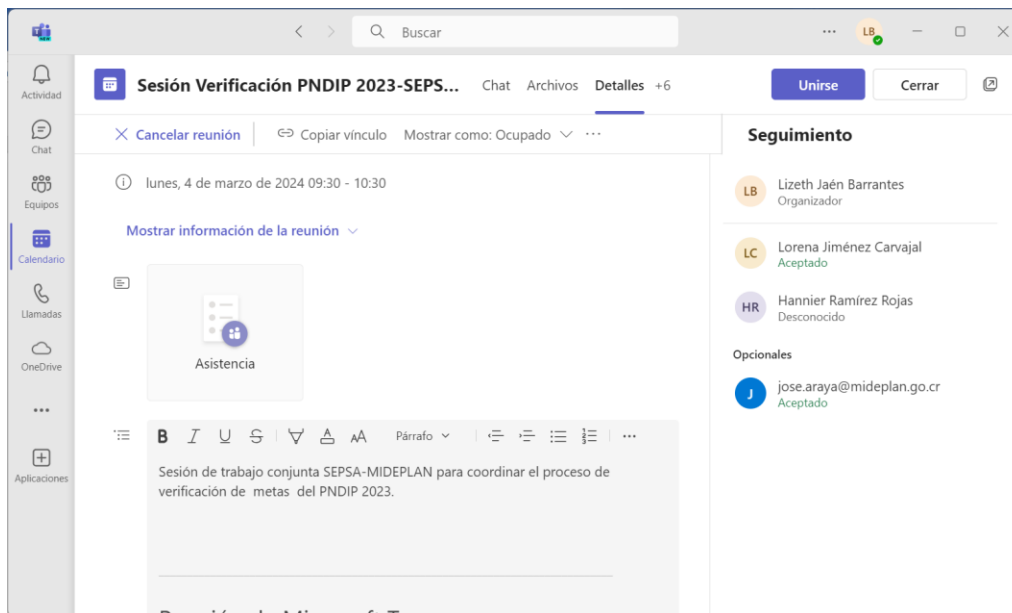 Buscar
LB
Actividad
Chat
Equipos
Calendario
Llamadas
OneDrive
Aplicaciones
Sesión Verificación PNDIP 2023-SEPS...
Chat Archivos Detalles +6
Unirse
Cerrar
Cancelar reunión
Copiar vínculo
Mostrar como: Ocupado
lunes, 4 de marzo de 2024 09:30 - 10:30
Mostrar información de la reunión
Asistencia
B I U S AA Párrafo
Sesión de trabajo conjunta SEPSA-MIDEPLAN para coordinar el proceso de
verificación de metas del PNDIP 2023.
Seguimiento
LB
Lizeth Jaén Barrantes
Organizador
LC
Lorena Jiménez Carvajal
Aceptado
HR
Hannier Ramírez Rojas
Desconocido
Opcionales
J
jose.araya@mideplan.go.cr
Aceptado